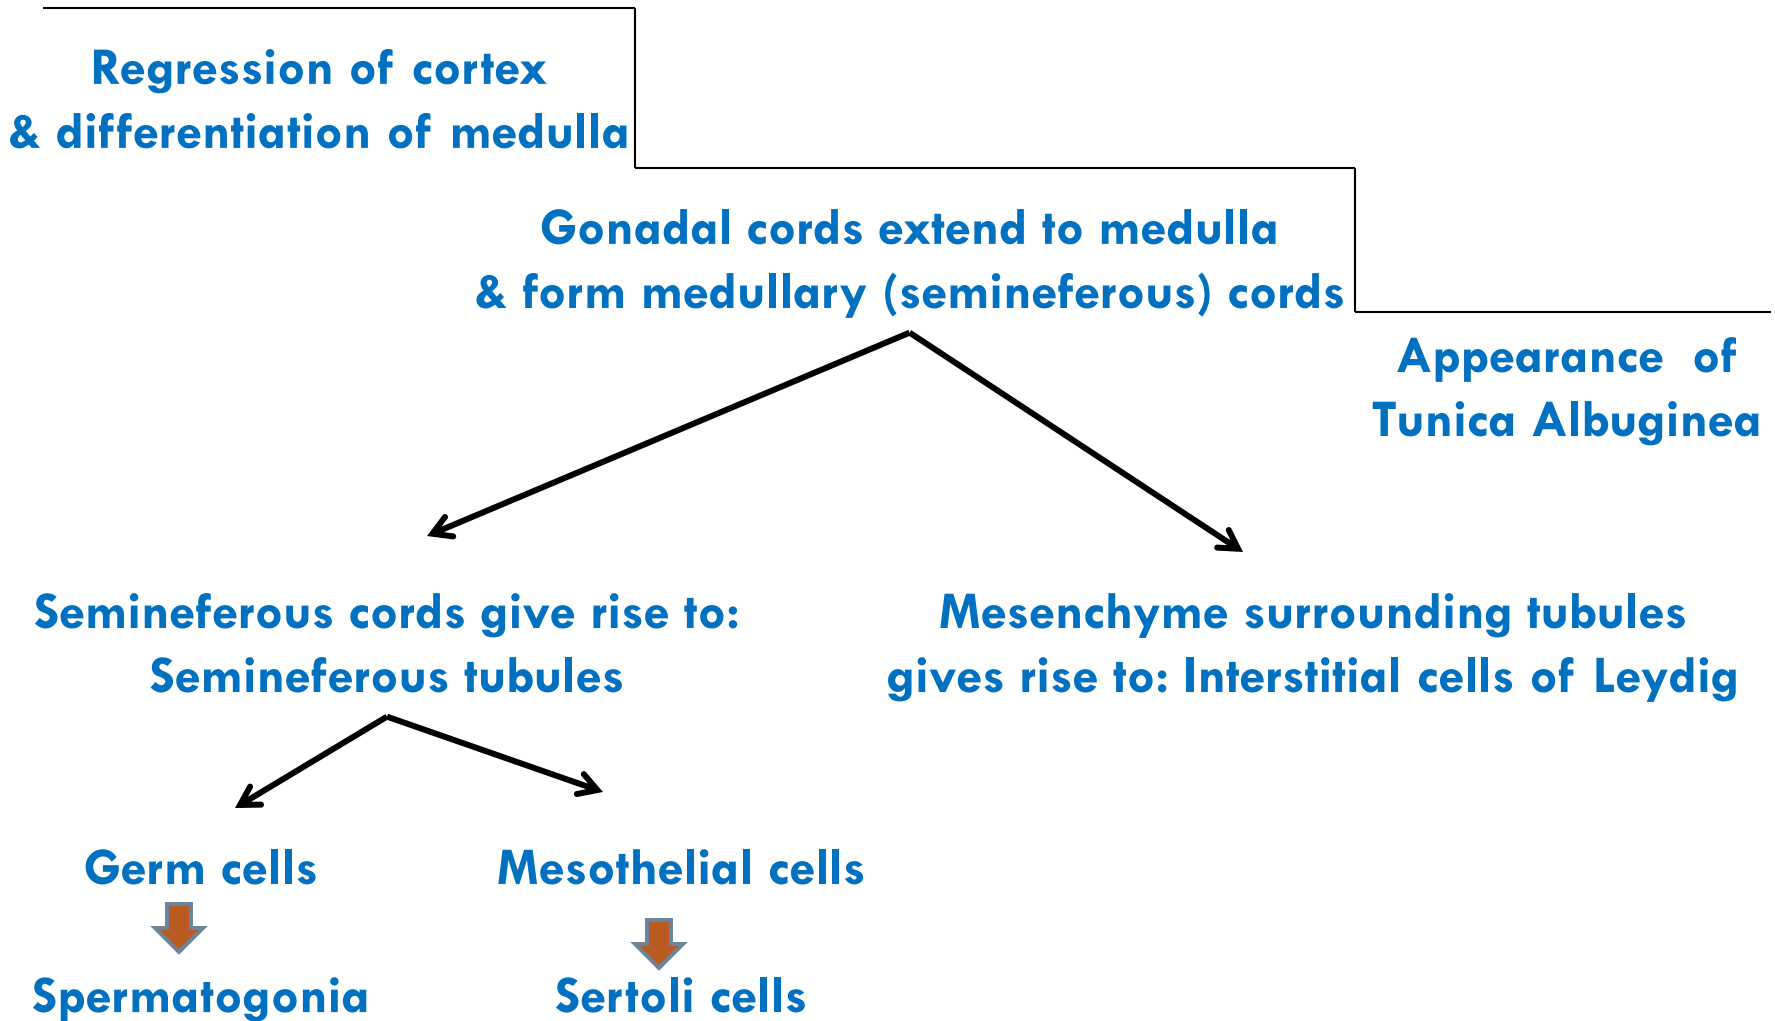 Regression of cortex
& differentiation of medulla
Gonadal cords extend to medulla
& form medullary (semineferous) cords
Appearance of
Tunica Albuginea
Semineferous cords give rise to:
Semineferous tubules
Mesenchyme surrounding tubules
gives rise to: Interstitial cells of Leydig
Germ cells
Mesothelial cells
Spermatogonia
Sertoli cells